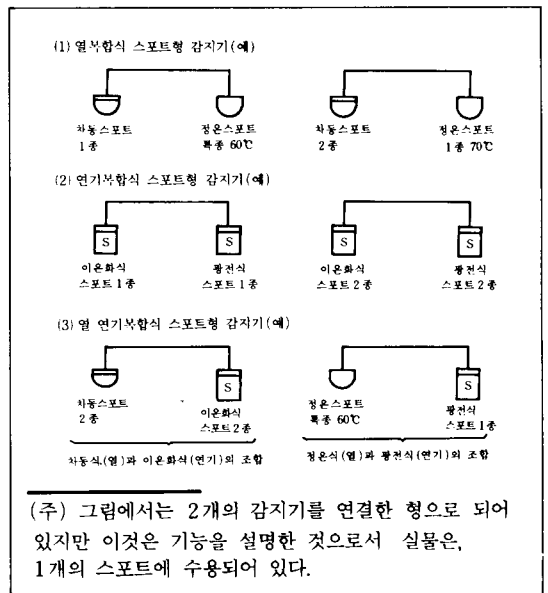 (1) 열복합식 스포트형 감지기(예)
차동스포트 정온스포트 차동스포트 정온스포트
1종 특종 60℃ 2종 1종 70℃
(2) 연기복합식 스포트형 감지기(예)
S S S S
이온화식 광전식 이온화식 광전식
스포트 1종 스포트 1종 스포트 2종 스포트 2종
(3) 열 연기복합식 스포트형 감지기(예)
S S
차동스포트 이온화식 정온스포트 광전식
2종 스포트 2종 특종 60℃ 스포트 1종
차동식(열)과 이온화식(연기)의 조합 정온식(열)과 광전식(연기)의 조합
(주) 그림에서는 2개의 감지기를 연결한 형으로 되어
있지만 이것은 기능을 설명한 것으로서 실물은,
1개의 스포트에 수용되어 있다.